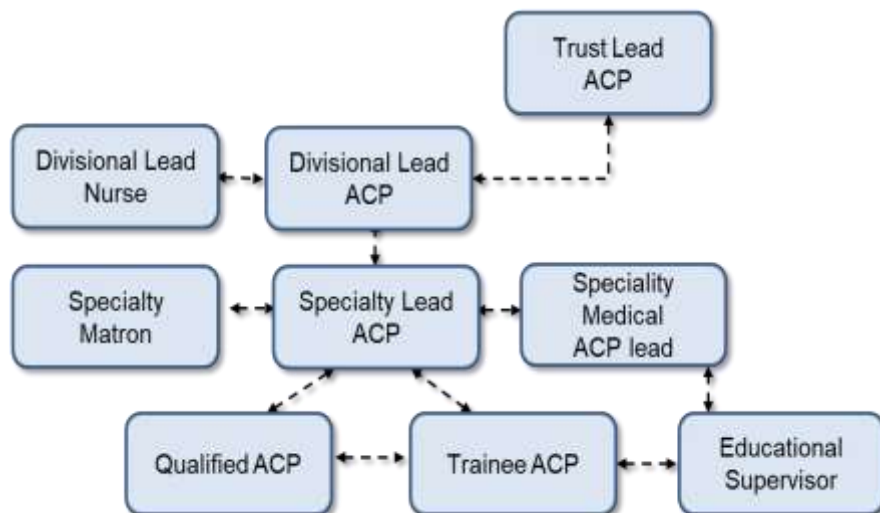 Trust Lead
ACP
Divisional Lead
Nurse
Divisional Lead
ACP
Specialty
Matron
Specialty Lead
ACP
Speciality
Medical
ACP lead
Qualified ACP
Trainee ACP
Educational
Supervisor